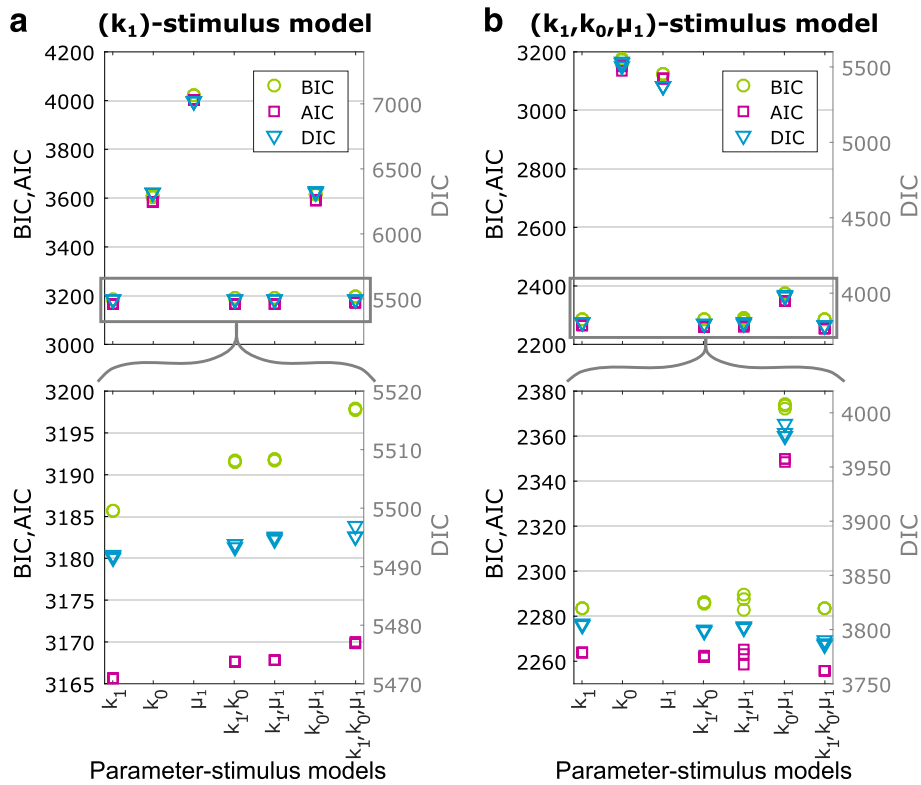 a (k₁)-stimulus model
4200
4000
3800
3600
3400
3200
3000
BIC,AIC
7000
6500
6000
5500
DIC
BIC
AIC
DIC
3200
3195
3190
3185
3180
3175
3170
3165
BIC,AIC
5520
5510
5500
5490
5480
5470
DIC
k₁
k₀
μ₁
k₁,k₀
k₁,μ₁
k₀,μ₁
k₁,k₀,μ₁
Parameter-stimulus models
b (k₁,k₀,μ₁)-stimulus model
3200
3000
2800
2600
2400
2200
BIC,AIC
5500
5000
4500
4000
DIC
BIC
AIC
DIC
2380
2360
2340
2320
2300
2280
2260
BIC,AIC
4000
3950
3900
3850
3800
3750
DIC
k₁
k₀
μ₁
k₁,k₀
k₁,μ₁
k₀,μ₁
k₁,k₀,μ₁
Parameter-stimulus models